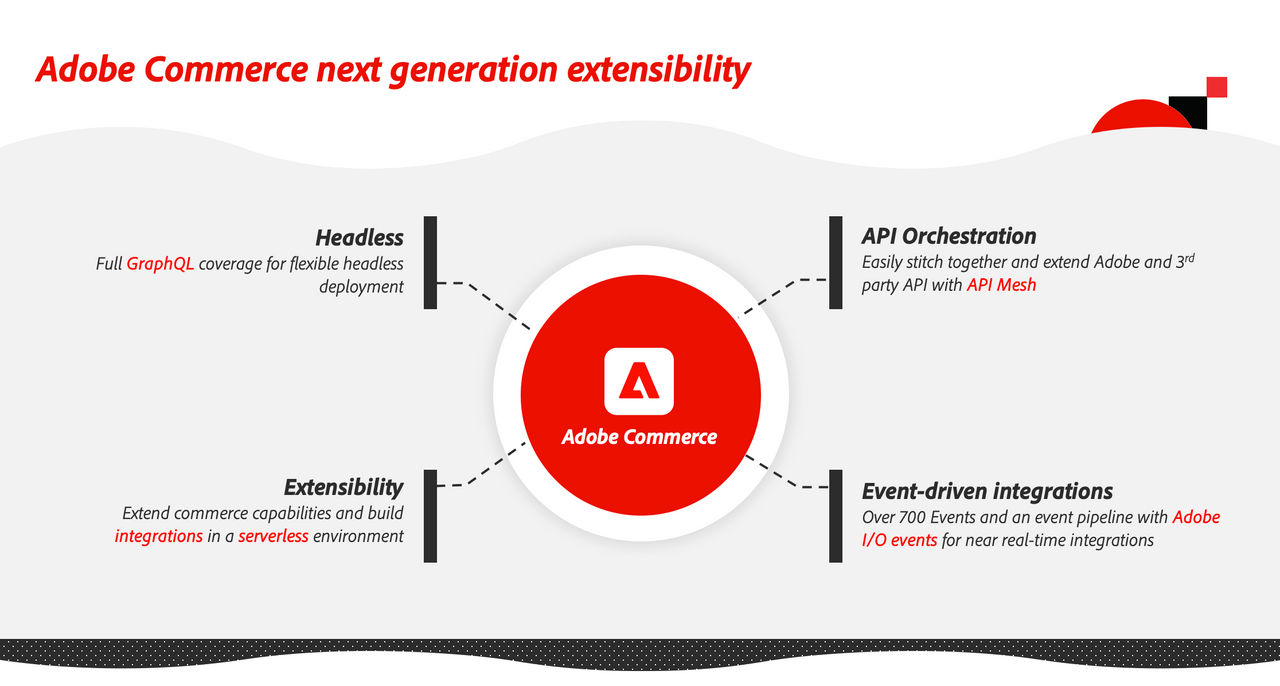 Adobe Commerce next generation extensibility
Headless
Full GraphQL coverage for flexible headless
deployment
API Orchestration
Easily stitch together and extend Adobe and 3rd
party API with API Mesh
Adobe Commerce
Extensibility
Extend commerce capabilities and build
integrations in a serverless environment
Event-driven integrations
Over 700 Events and an event pipeline with Adobe
I/O events for near real-time integrations